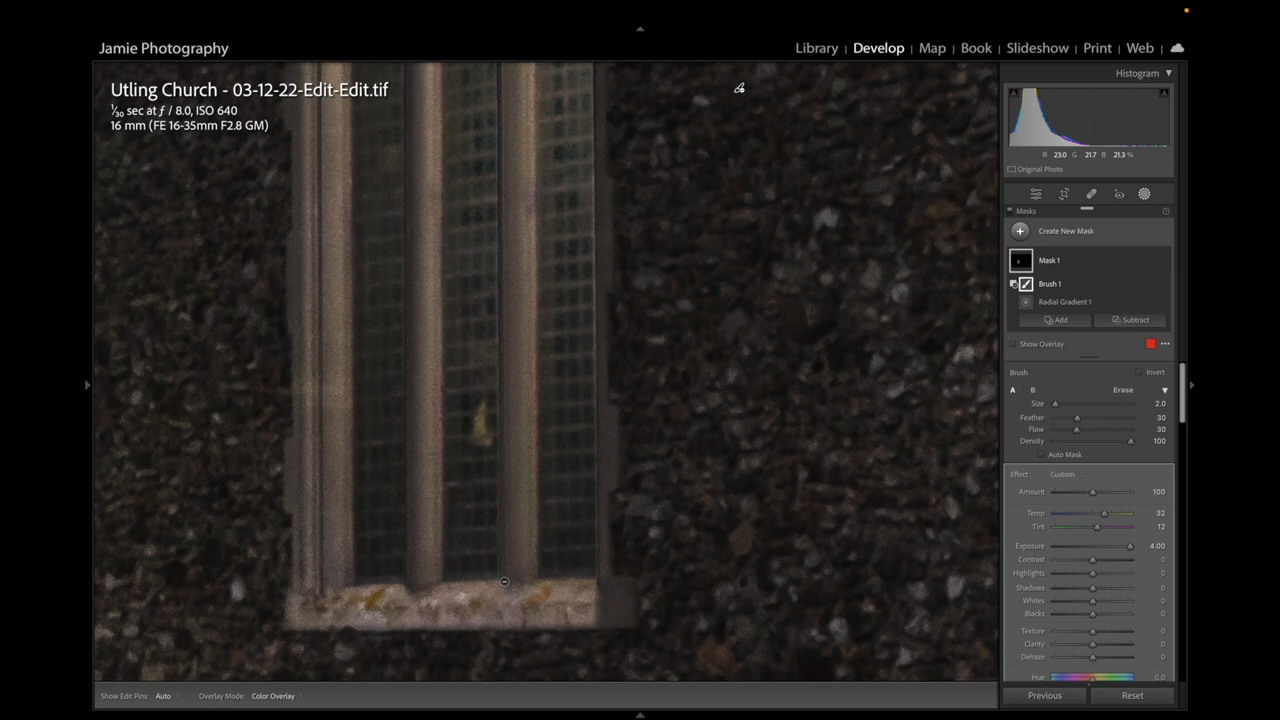 Jamie Photography
Library | Develop | Map | Book | Slideshow | Print | Web |
Utling Church - 03-12-22-Edit-Edit.tif
1/30 sec at ƒ / 8.0, ISO 640
16 mm (FE 16-35mm F2.8 GM)
Histogram
R 23.0 G 21.7 B 21.3 %
Original Photo
Masks
Create New Mask
Mask 1
Brush 1
Radial Gradient 1
Add Subtract
Show Overlay
Brush Invert
A B Erase
Size 2.0
Feather 30
Flow 30
Density 100
Auto Mask
Effect : Custom
Amount 100
Temp 32
Tint 12
Exposure 4.00
Contrast 0
Highlights 0
Shadows 0
Whites 0
Blacks 0
Texture 0
Clarity 0
Dehaze 0
Hue 0.0
Show Edit Pins: Auto Overlay Mode: Color Overlay
Previous Reset